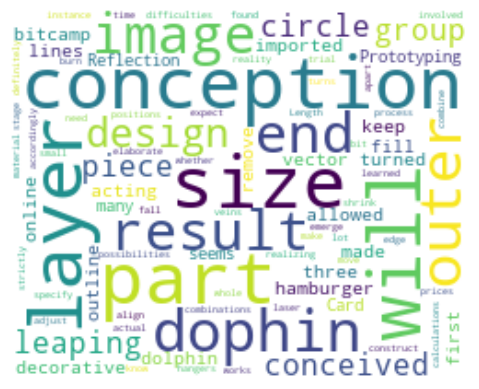 instance time difficulties found involved
bitcamp image circle group
lines Reflection imported Prototyping
definitely burn reality trial turns apart
conception
need positions expect Length process combine
design end keep
material stage accordingly small elaborate whether remove vector bit fill
layer piece size turned learned outer
acting many fall veins allowed shrink will
online result emerge
strictly outline possibilities seems make lot edge
realizing three made move
part hamburger Card first
specify whole combinations laser prices
adjust align actual dophin construct calculations
leaping dolphin conceived
decorative know hangers works